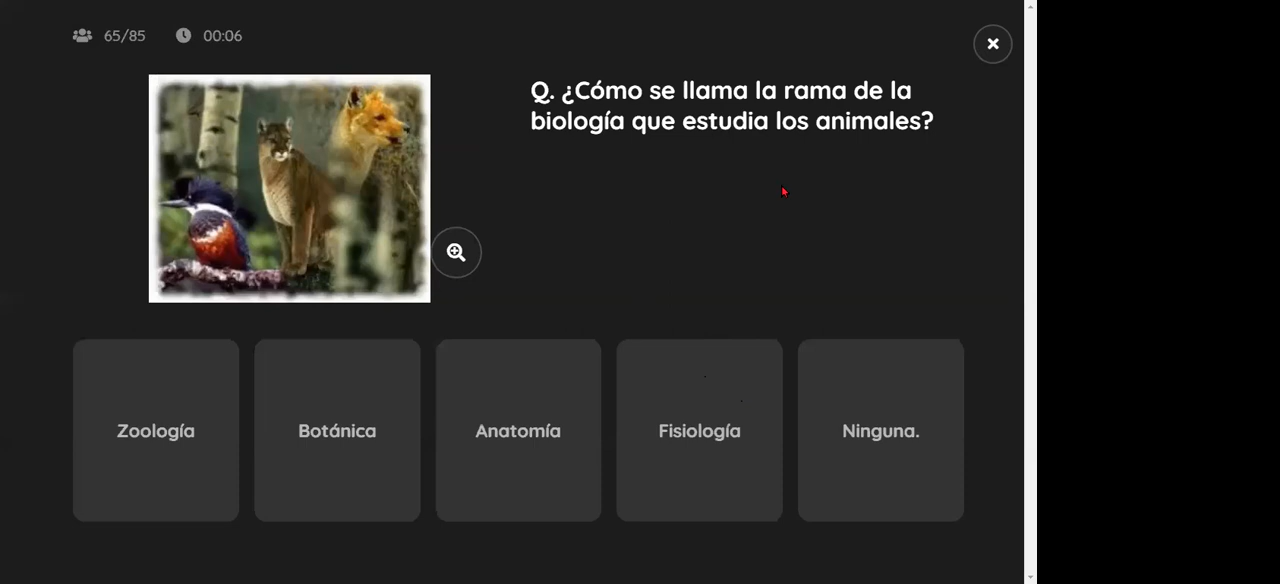 65/85 00:06
Q. ¿Cómo se llama la rama de la
biología que estudia los animales?
Zoología
Botánica
Anatomía
Fisiología
Ninguna.